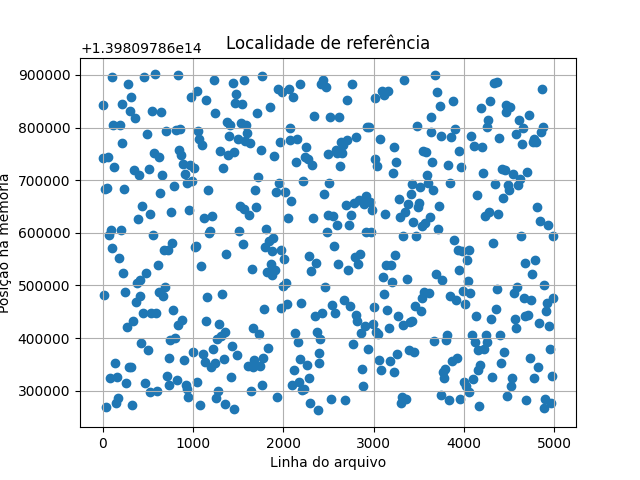 Localidade de referência
+1.39809786e14
900000
800000
700000
600000
500000
400000
300000
Posição na memória
0 1000 2000 3000 4000 5000
Linha do arquivo